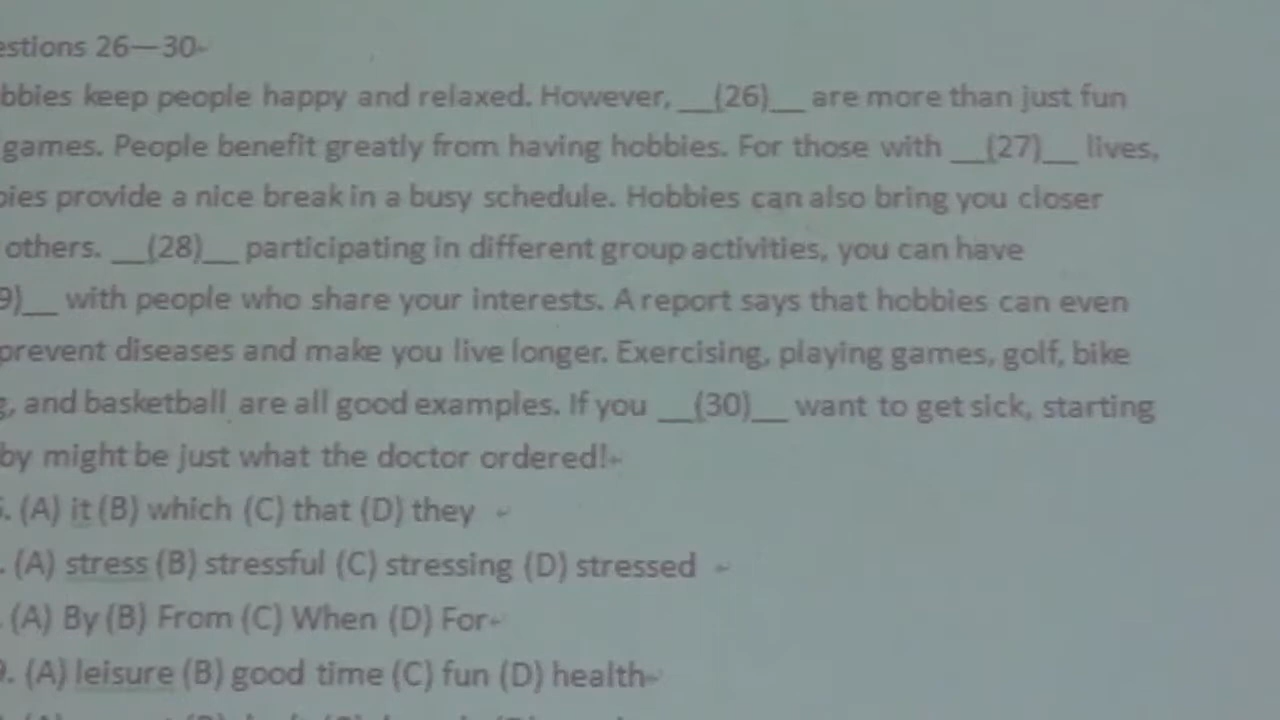 estions 26—30
bbies keep people happy and relaxed. However, __(26)__ are more than just fun
games. People benefit greatly from having hobbies. For those with __(27)__ lives,
bies provide a nice break in a busy schedule. Hobbies can also bring you closer
others. __(28)__ participating in different group activities, you can have
9)__ with people who share your interests. A report says that hobbies can even
prevent diseases and make you live longer. Exercising, playing games, golf, bike
g, and basketball are all good examples. If you __(30)__ want to get sick, starting
by might be just what the doctor ordered!
. (A) it (B) which (C) that (D) they
. (A) stress (B) stressful (C) stressing (D) stressed
(A) By (B) From (C) When (D) For
9. (A) leisure (B) good time (C) fun (D) health